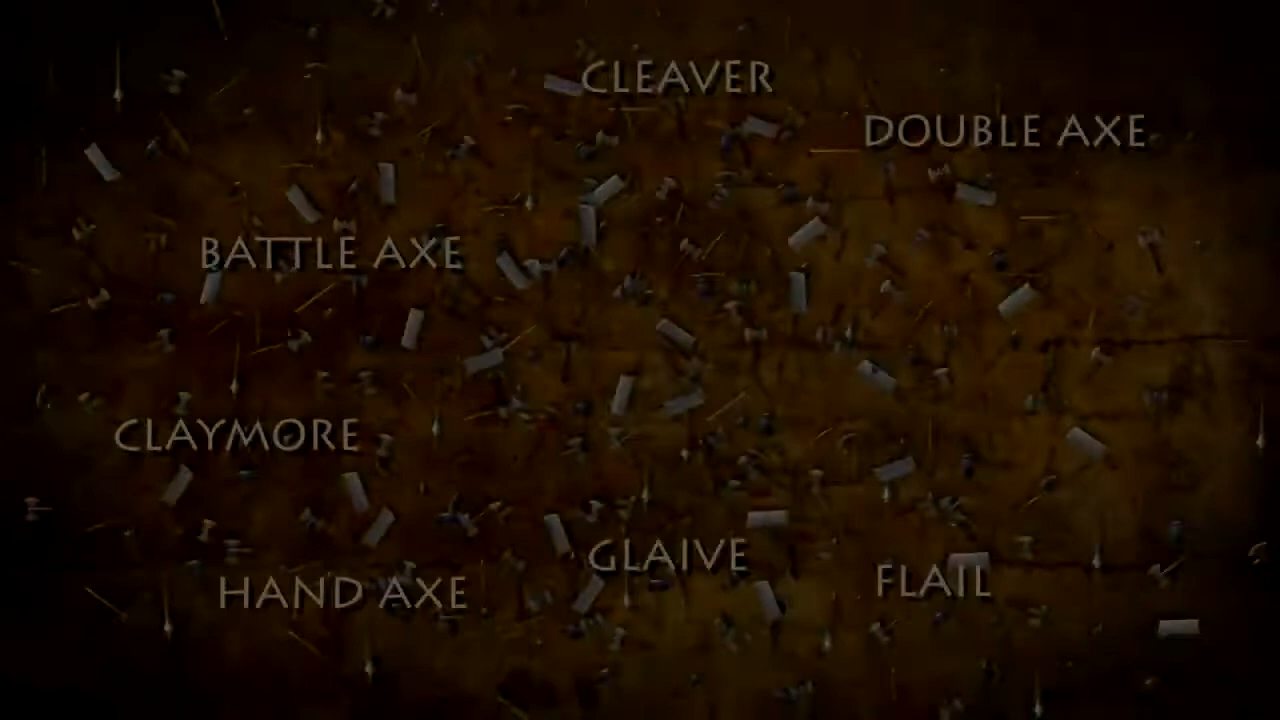 CLEAVER
DOUBLE AXE
BATTLE AXE
CLAYMORE
GLAIVE
FLAIL
HAND AXE